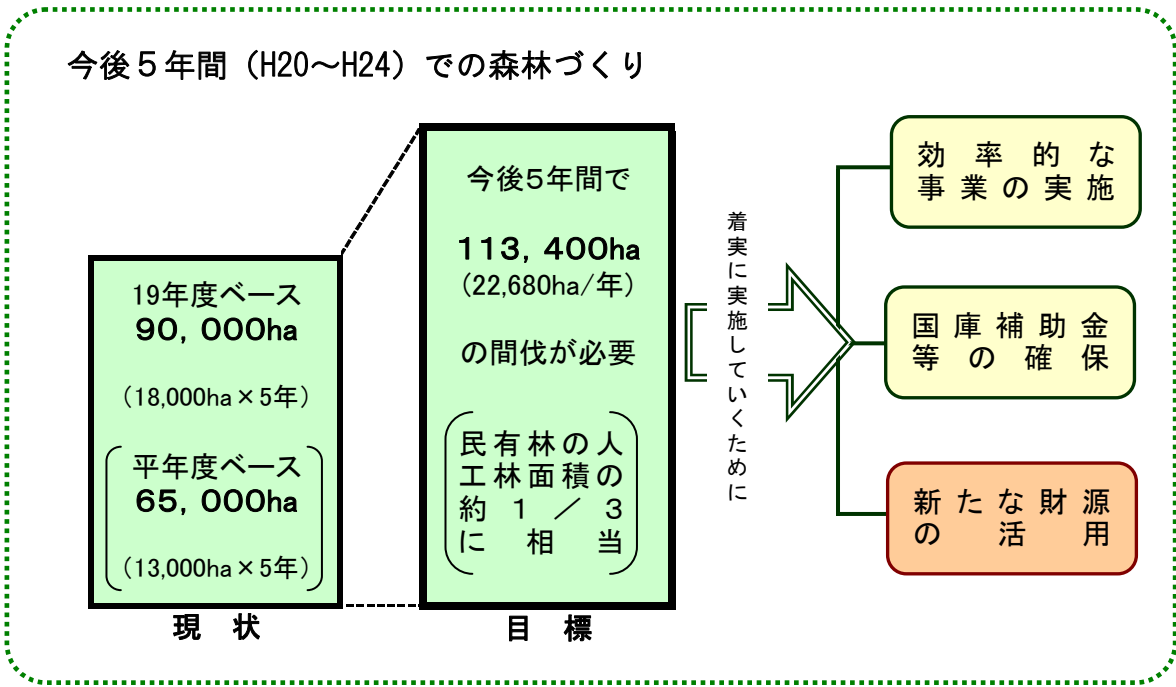 今後５年間（H20～H24）での森林づくり
19年度ベース
90，000ha
（18,000ha×5年）
平年度ベース
65，000ha
（13,000ha×5年）
現　状
今後5年間で
113，400ha
（22,680ha/年）
の間伐が必要
民有林の人
工林面積の
約１／３
に相当
目　標
着実に実施していくために
効率的な
事業の実施
国庫補助金
等の確保
新たな財源
の活用